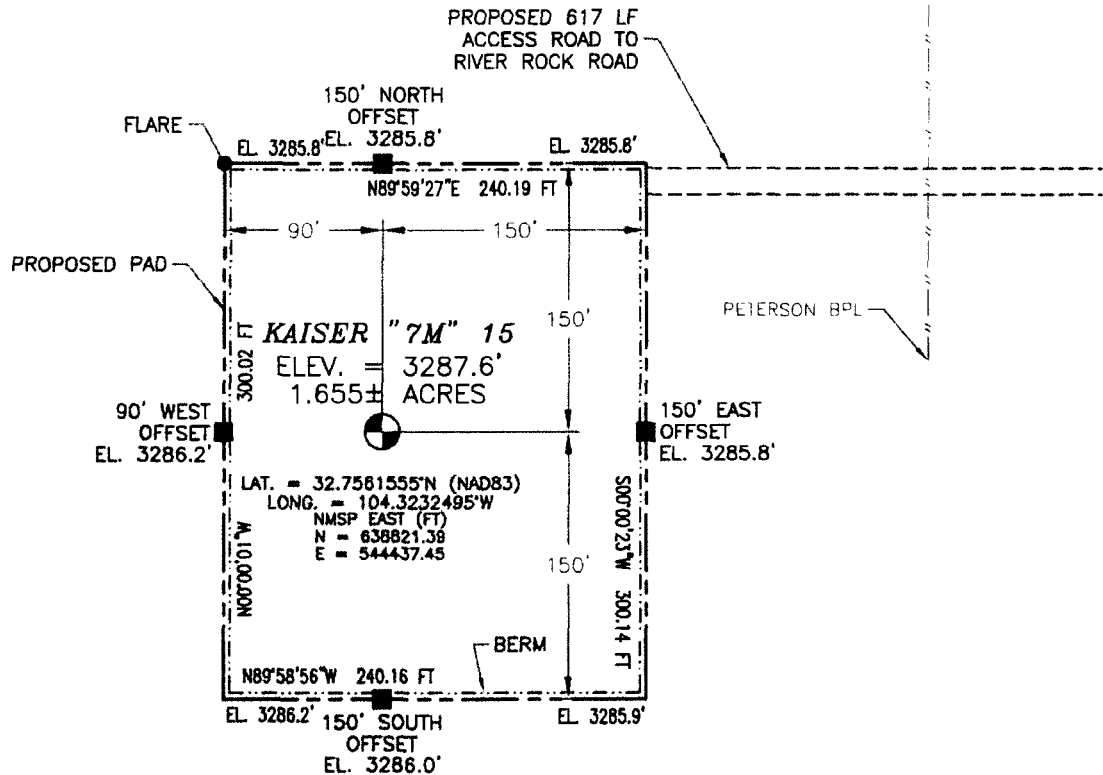 PROPOSED 617 LF
ACCESS ROAD TO
RIVER ROCK ROAD
150' NORTH
OFFSET
EL. 3285.8'
FLARE
EL. 3285.8'
EL. 3285.8'
N89°59'27"E 240.19 FT
90'
150'
PROPOSED PAD
PETERSON BPL
150'
300.02 FT
KAISER "7M" 15
ELEV. = 3287.6'
1.655± ACRES
90' WEST
OFFSET
EL. 3286.2'
150' EAST
OFFSET
EL. 3285.8'
LAT. = 32.7561555°N (NAD83)
LONG. = 104.3232495°W
NMSP EAST (FT)
N = 638821.39
E = 544437.45
N00°00'01"W
S00°00'23"W 300.14 FT
150'
BERM
N89°58'56"W 240.16 FT
EL. 3286.2'
150' SOUTH
OFFSET
EL. 3286.0'
EL. 3285.9'